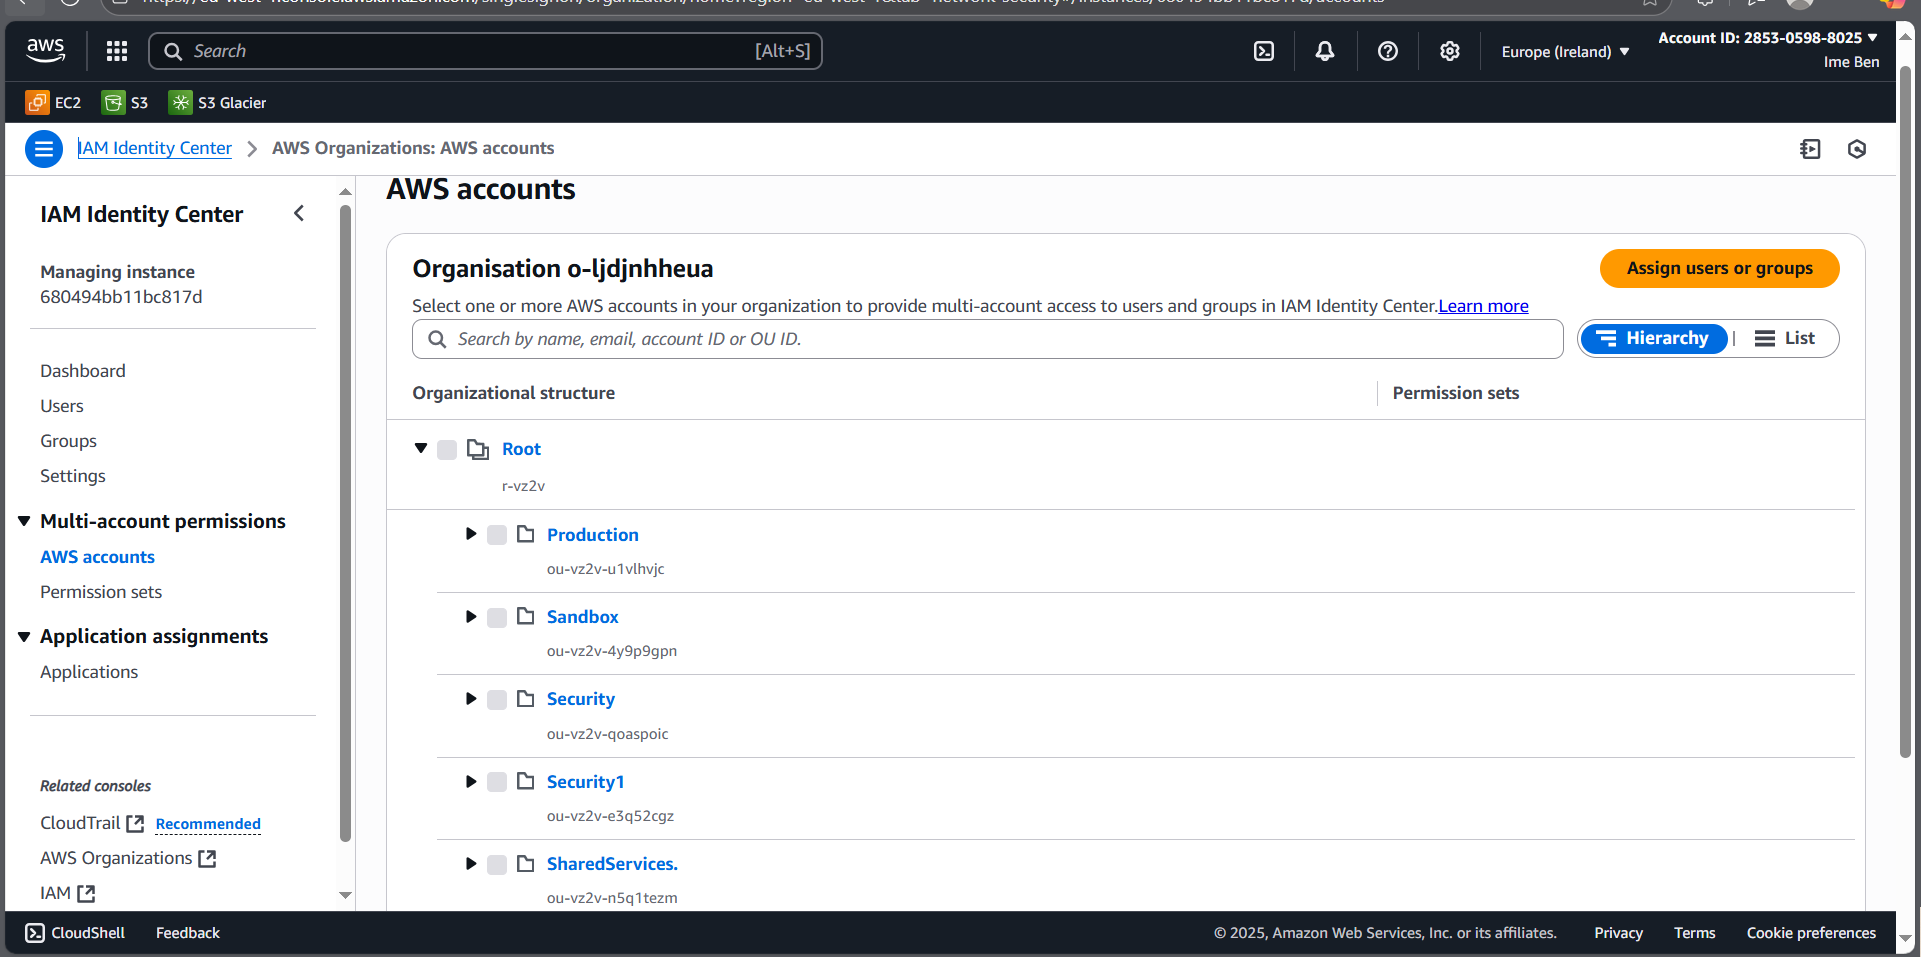 aws
Search
[Alt+S]
Europe (Ireland)
Account ID: 2853-0598-8025
Ime Ben
EC2
S3
S3 Glacier
IAM Identity Center
AWS Organizations: AWS accounts
IAM Identity Center
Managing instance
680494bb11bc817d
Dashboard
Users
Groups
Settings
Multi-account permissions
AWS accounts
Permission sets
Application assignments
Applications
Related consoles
CloudTrail
Recommended
AWS Organizations
IAM
AWS accounts
Organisation o-ljdjnhheua
Assign users or groups
Select one or more AWS accounts in your organization to provide multi-account access to users and groups in IAM Identity Center.Learn more
Search by name, email, account ID or OU ID.
Hierarchy
List
Organizational structure
Permission sets
Root
r-vz2v
Production
ou-vz2v-u1vlhvjc
Sandbox
ou-vz2v-4y9p9gpn
Security
ou-vz2v-qoaspoic
Security1
ou-vz2v-e3q52cgz
SharedServices.
ou-vz2v-n5q1tezm
CloudShell
Feedback
© 2025, Amazon Web Services, Inc. or its affiliates.
Privacy
Terms
Cookie preferences